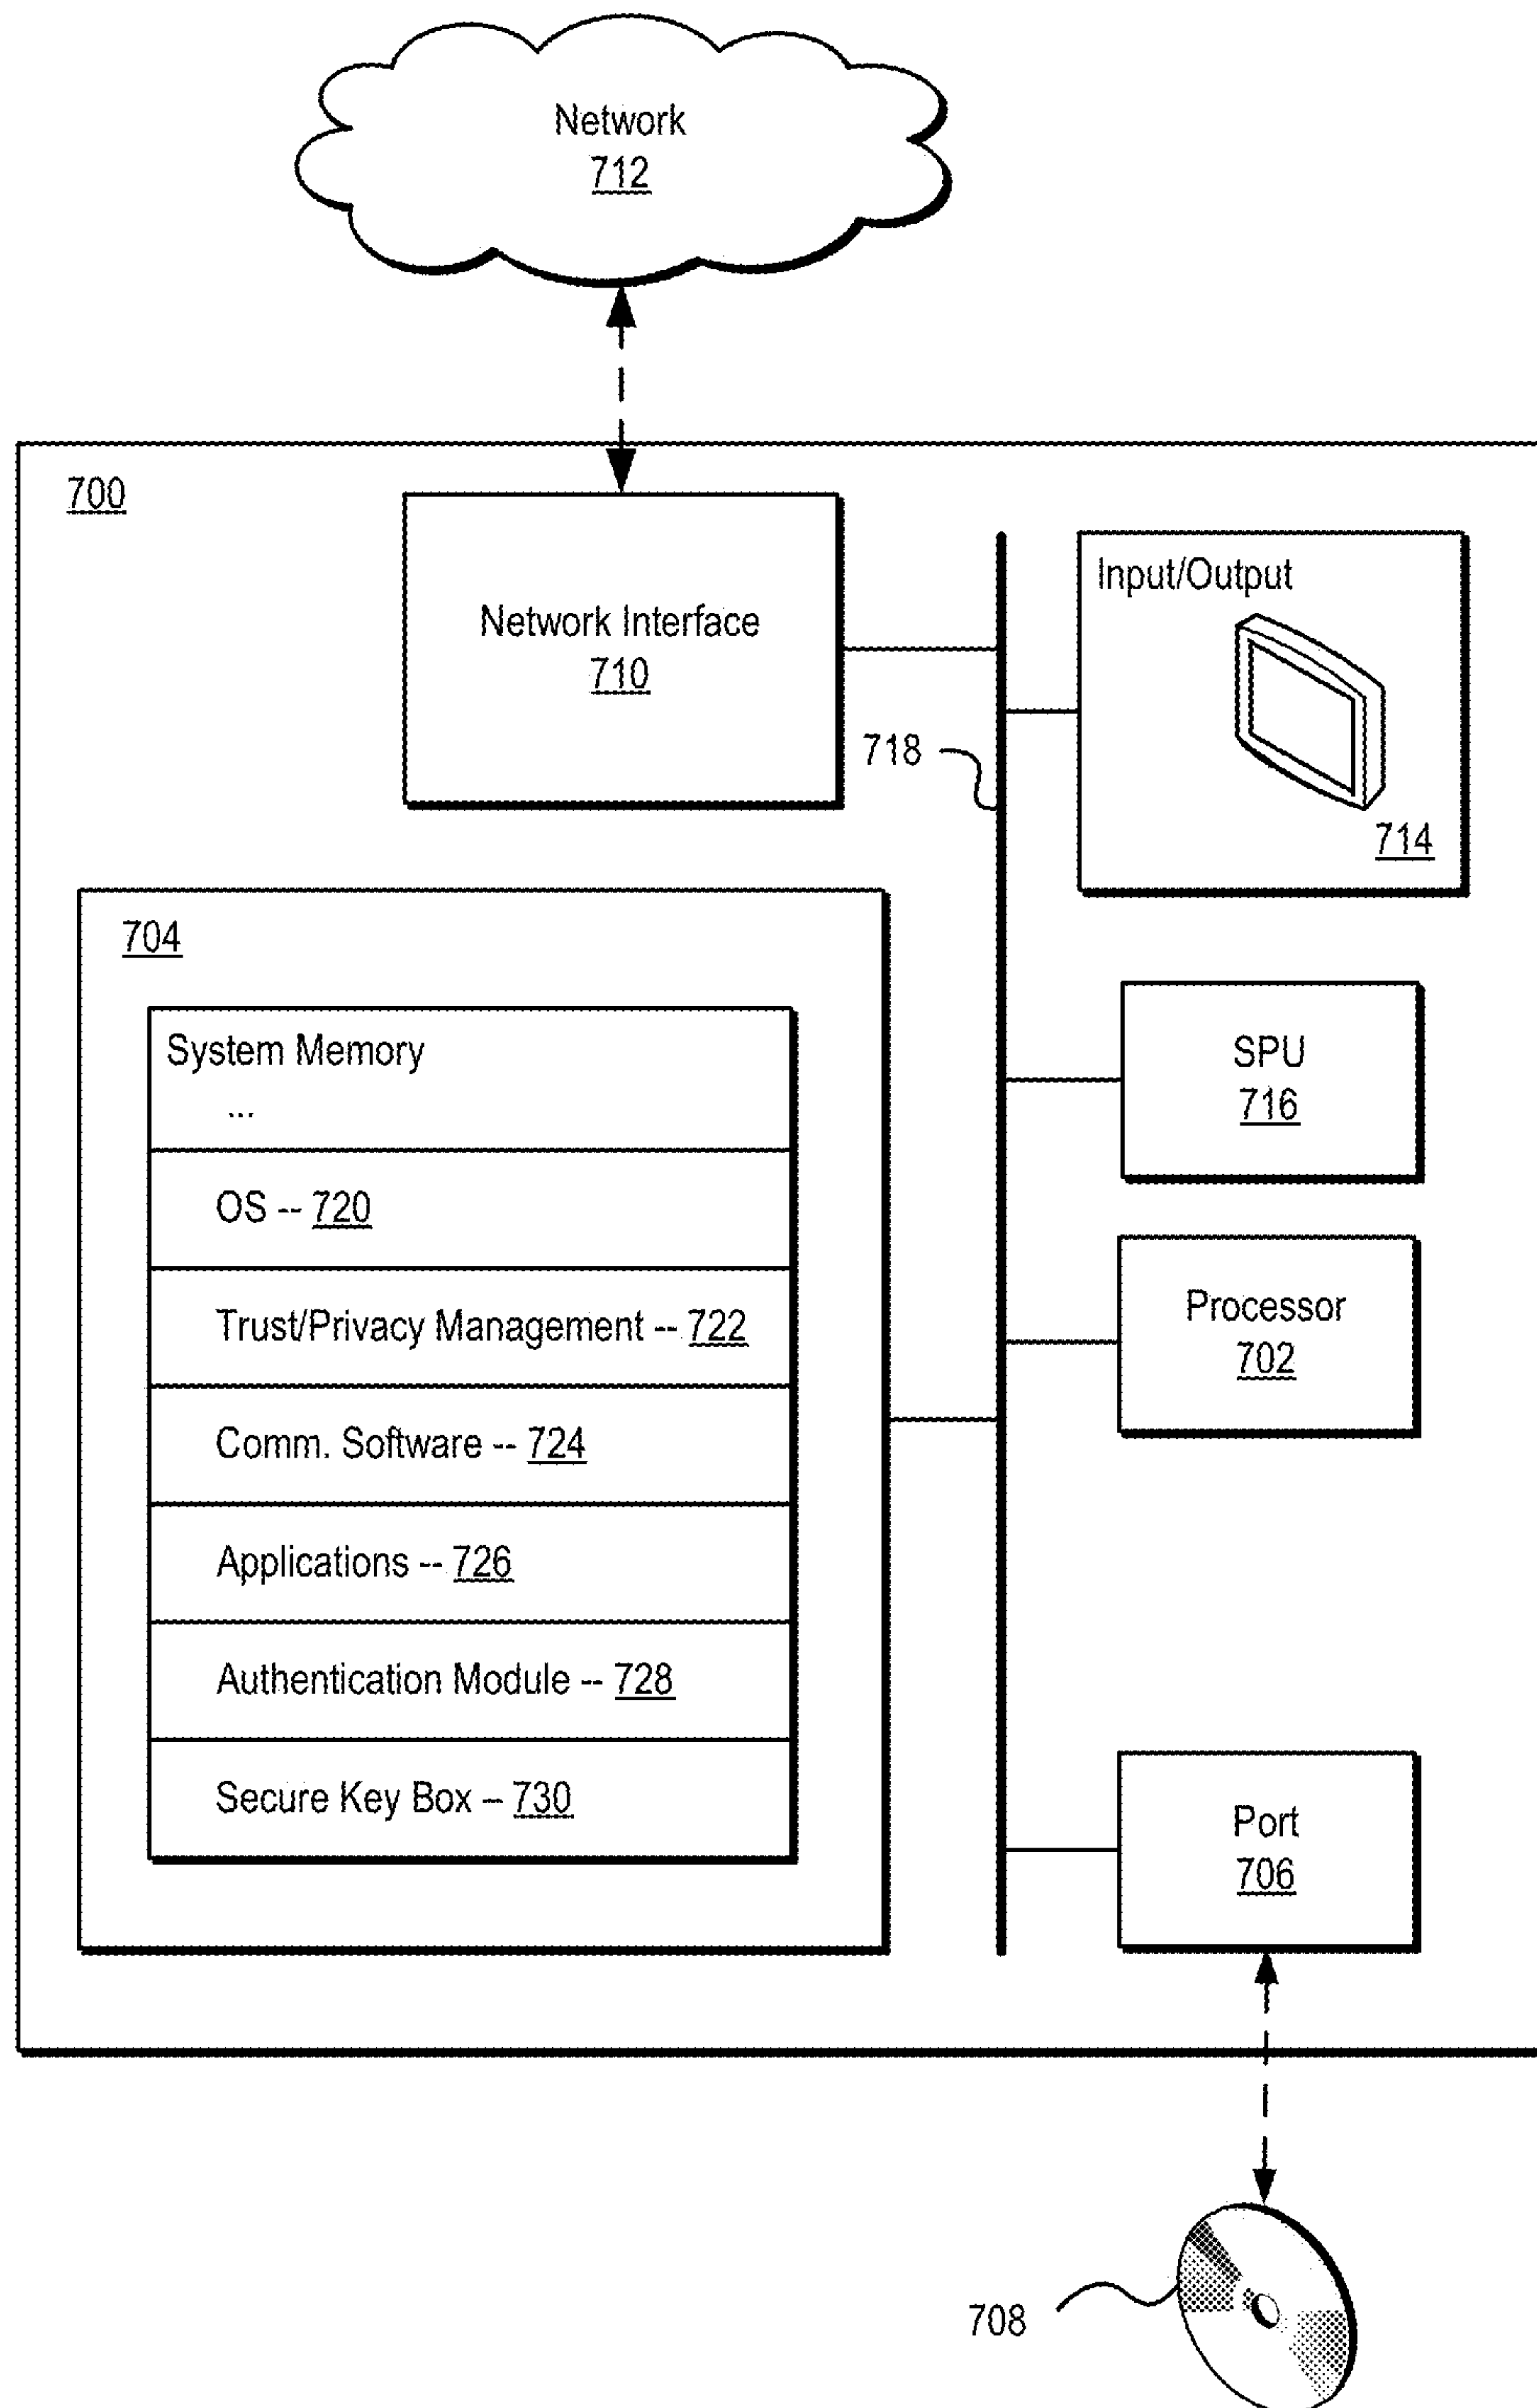 Network
712
700
Network Interface
710
Input/Output
714
718
704
System Memory
...
OS -- 720
Trust/Privacy Management -- 722
Comm. Software -- 724
Applications -- 726
Authentication Module -- 728
Secure Key Box – 730
SPU
716
Processor
702
Port
706
708